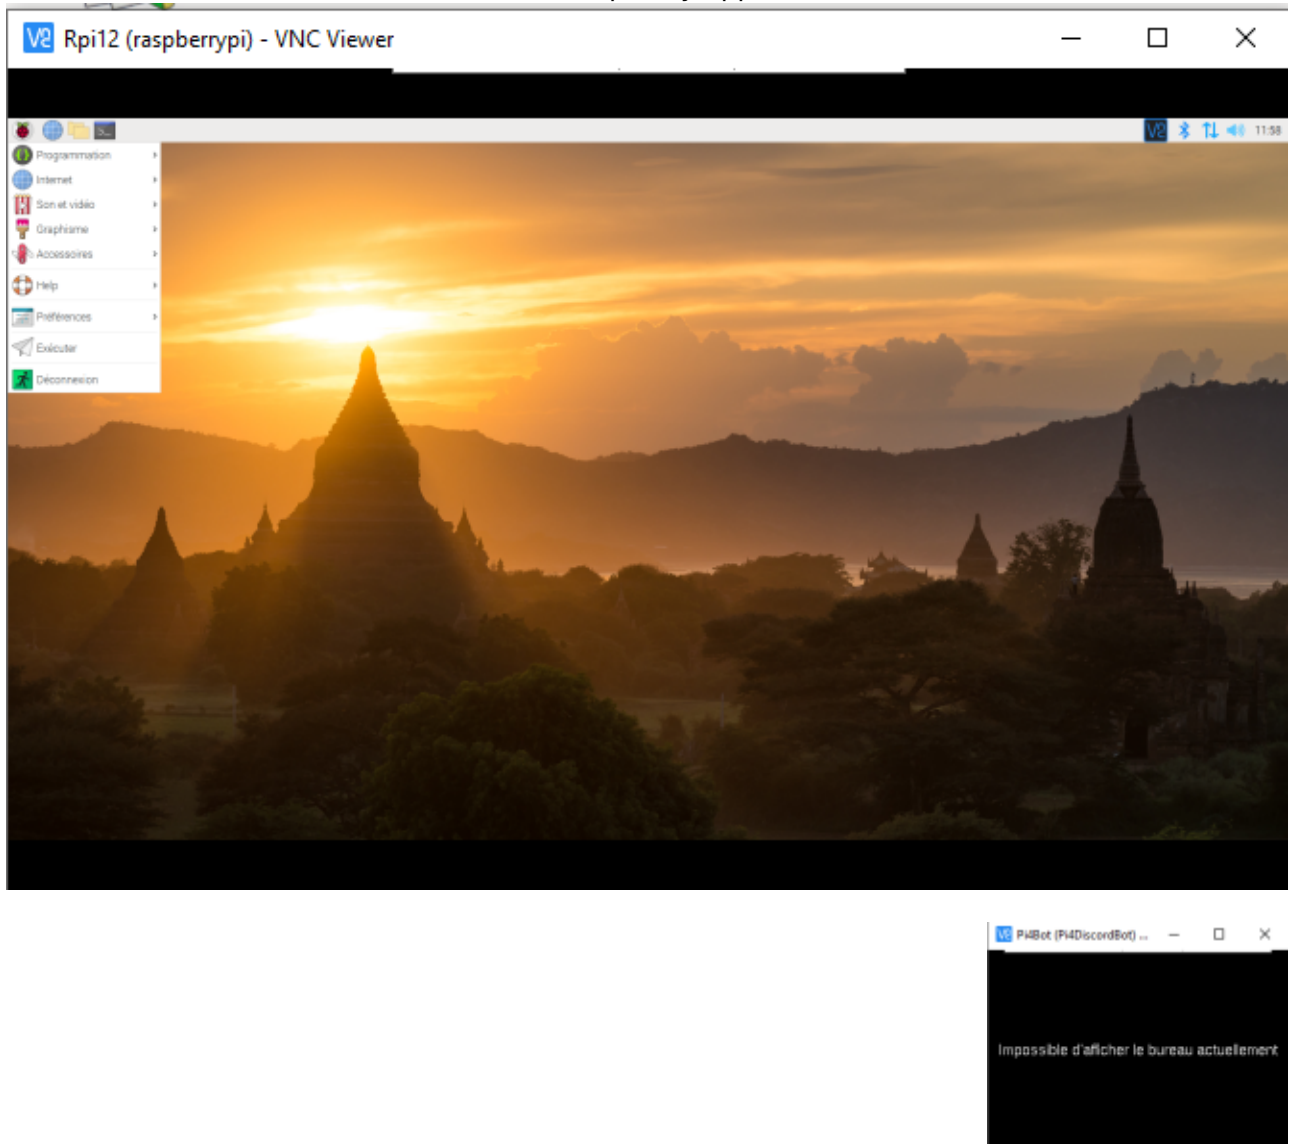 Rpi12 (raspberrypi) - VNC Viewer
11:58
Programmation
Internet
Son et vidéo
Graphisme
Accessoires
Help
Préférences
Exécuter
Déconnexion
Pi4Bot (Pi4DiscordBot) ...
Impossible d'afficher le bureau actuellement